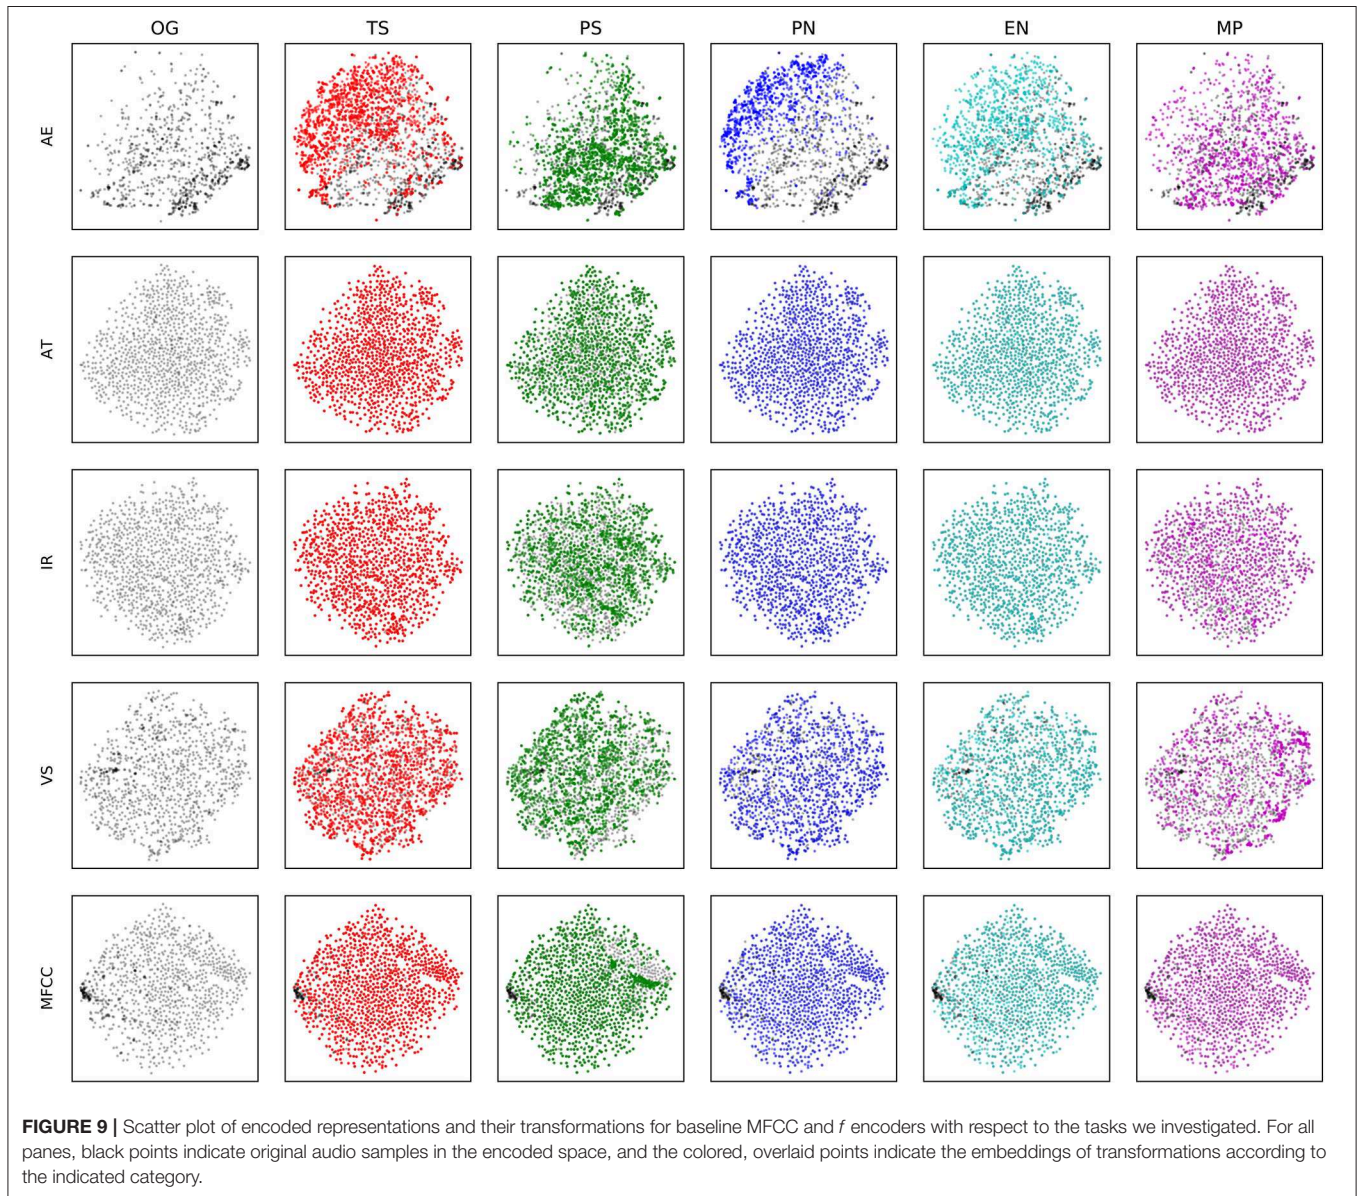 OG TS PS PN EN MP
AE
AT
IR
VS
MFCC
FIGURE 9 | Scatter plot of encoded representations and their transformations for baseline MFCC and f encoders with respect to the tasks we investigated. For all
panes, black points indicate original audio samples in the encoded space, and the colored, overlaid points indicate the embeddings of transformations according to
the indicated category.